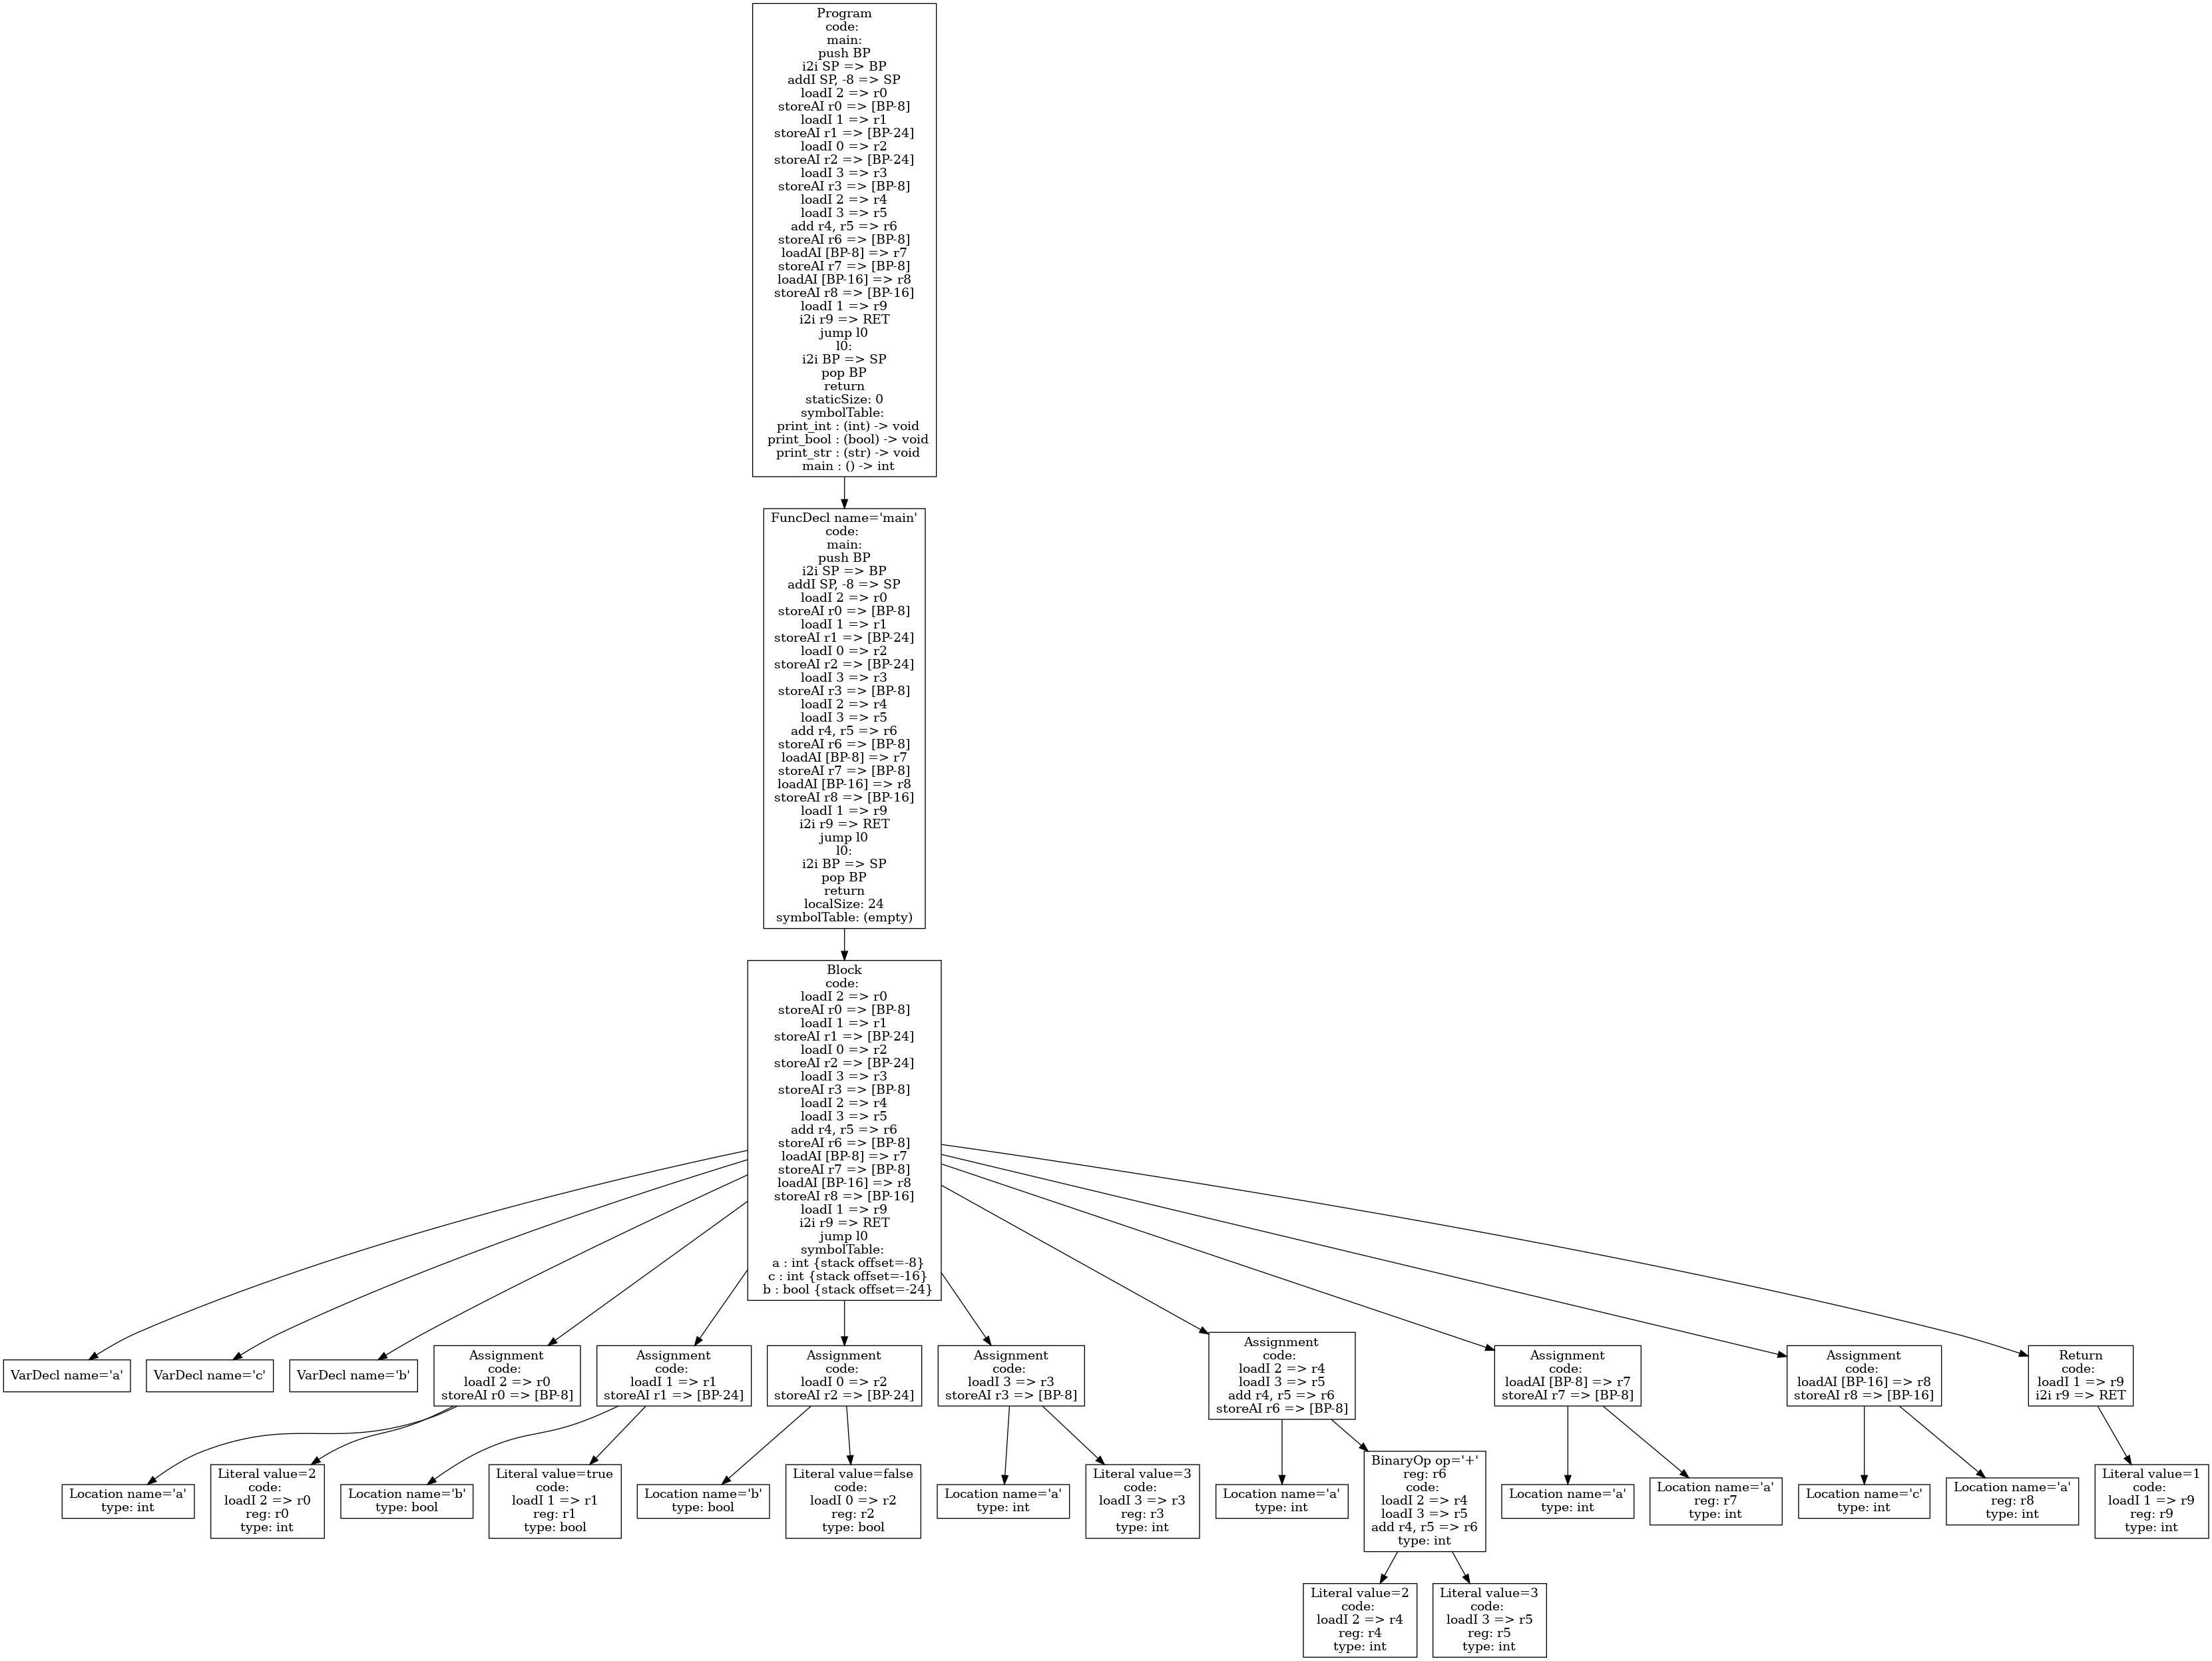 Program
code:
main:
push BP
i2i SP => BP
addI SP, -8 => SP
loadI 2 => r0
storeAI r0 => [BP-8]
loadI 1 => r1
storeAI r1 => [BP-24]
loadI 0 => r2
storeAI r2 => [BP-24]
loadI 3 => r3
storeAI r3 => [BP-8]
loadI 2 => r4
loadI 3 => r5
add r4, r5 => r6
storeAI r6 => [BP-8]
loadAI [BP-8] => r7
storeAI r7 => [BP-8]
loadAI [BP-16] => r8
storeAI r8 => [BP-16]
loadI 1 => r9
i2i r9 => RET
jump l0
l0:
i2i BP => SP
pop BP
return
staticSize: 0
symbolTable:
print_int : (int) -> void
print_bool : (bool) -> void
print_str : (str) -> void
main : () -> int
FuncDecl name='main'
code:
main:
push BP
i2i SP => BP
addI SP, -8 => SP
loadI 2 => r0
storeAI r0 => [BP-8]
loadI 1 => r1
storeAI r1 => [BP-24]
loadI 0 => r2
storeAI r2 => [BP-24]
loadI 3 => r3
storeAI r3 => [BP-8]
loadI 2 => r4
loadI 3 => r5
add r4, r5 => r6
storeAI r6 => [BP-8]
loadAI [BP-8] => r7
storeAI r7 => [BP-8]
loadAI [BP-16] => r8
storeAI r8 => [BP-16]
loadI 1 => r9
i2i r9 => RET
jump l0
l0:
i2i BP => SP
pop BP
return
localSize: 24
symbolTable: (empty)
Block
code:
loadI 2 => r0
storeAI r0 => [BP-8]
loadI 1 => r1
storeAI r1 => [BP-24]
loadI 0 => r2
storeAI r2 => [BP-24]
loadI 3 => r3
storeAI r3 => [BP-8]
loadI 2 => r4
loadI 3 => r5
add r4, r5 => r6
storeAI r6 => [BP-8]
loadAI [BP-8] => r7
storeAI r7 => [BP-8]
loadAI [BP-16] => r8
storeAI r8 => [BP-16]
loadI 1 => r9
i2i r9 => RET
jump l0
symbolTable:
a : int {stack offset=-8}
c : int {stack offset=-16}
b : bool {stack offset=-24}
VarDecl name='a'
VarDecl name='c'
VarDecl name='b'
Assignment
code:
loadI 2 => r0
storeAI r0 => [BP-8]
Assignment
code:
loadI 1 => r1
storeAI r1 => [BP-24]
Assignment
code:
loadI 0 => r2
storeAI r2 => [BP-24]
Assignment
code:
loadI 3 => r3
storeAI r3 => [BP-8]
Assignment
code:
loadI 2 => r4
loadI 3 => r5
add r4, r5 => r6
storeAI r6 => [BP-8]
Assignment
code:
loadAI [BP-8] => r7
storeAI r7 => [BP-8]
Assignment
code:
loadAI [BP-16] => r8
storeAI r8 => [BP-16]
Return
code:
loadI 1 => r9
i2i r9 => RET
Location name='a'
type: int
Literal value=2
code:
loadI 2 => r0
reg: r0
type: int
Location name='b'
type: bool
Literal value=true
code:
loadI 1 => r1
reg: r1
type: bool
Location name='b'
type: bool
Literal value=false
code:
loadI 0 => r2
reg: r2
type: bool
Location name='a'
type: int
Literal value=3
code:
loadI 3 => r3
reg: r3
type: int
Location name='a'
type: int
BinaryOp op='+'
reg: r6
code:
loadI 2 => r4
loadI 3 => r5
add r4, r5 => r6
type: int
Location name='a'
type: int
Location name='a'
reg: r7
type: int
Location name='c'
type: int
Location name='a'
reg: r8
type: int
Literal value=1
code:
loadI 1 => r9
reg: r9
type: int
Literal value=2
code:
loadI 2 => r4
reg: r4
type: int
Literal value=3
code:
loadI 3 => r5
reg: r5
type: int